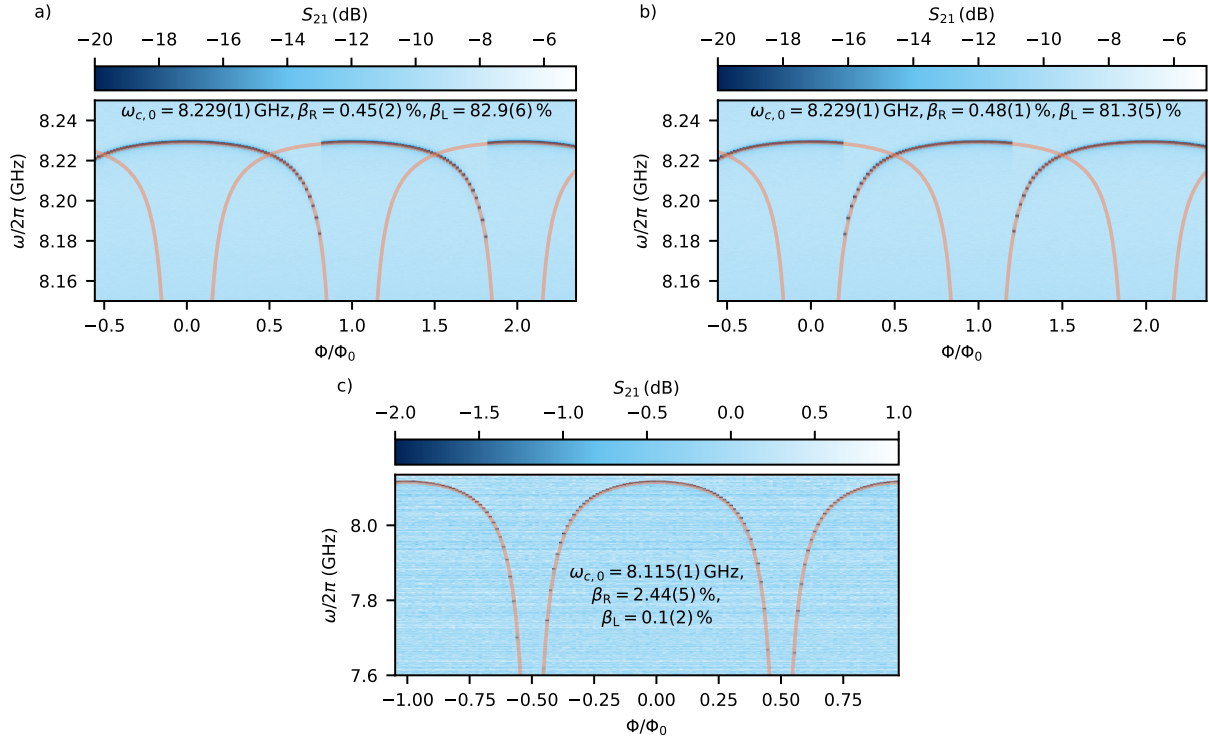 a)
S21 (dB)
−20 −18 −16 −14 −12 −10 −8 −6
ωc,0 = 8.229(1) GHz, βR = 0.45(2) %, βL = 82.9(6) %
8.24
8.22
8.20
8.18
8.16
ω/2π (GHz)
−0.5 0.0 0.5 1.0 1.5 2.0
Φ/Φ0
b)
S21 (dB)
−20 −18 −16 −14 −12 −10 −8 −6
ωc,0 = 8.229(1) GHz, βR = 0.48(1) %, βL = 81.3(5) %
8.24
8.22
8.20
8.18
8.16
ω/2π (GHz)
−0.5 0.0 0.5 1.0 1.5 2.0
Φ/Φ0
c)
S21 (dB)
−2.0 −1.5 −1.0 −0.5 0.0 0.5 1.0
8.0
7.8
7.6
ω/2π (GHz)
ωc,0 = 8.115(1) GHz,
βR = 2.44(5) %,
βL = 0.1(2) %
−1.00 −0.75 −0.50 −0.25 0.00 0.25 0.50 0.75
Φ/Φ0